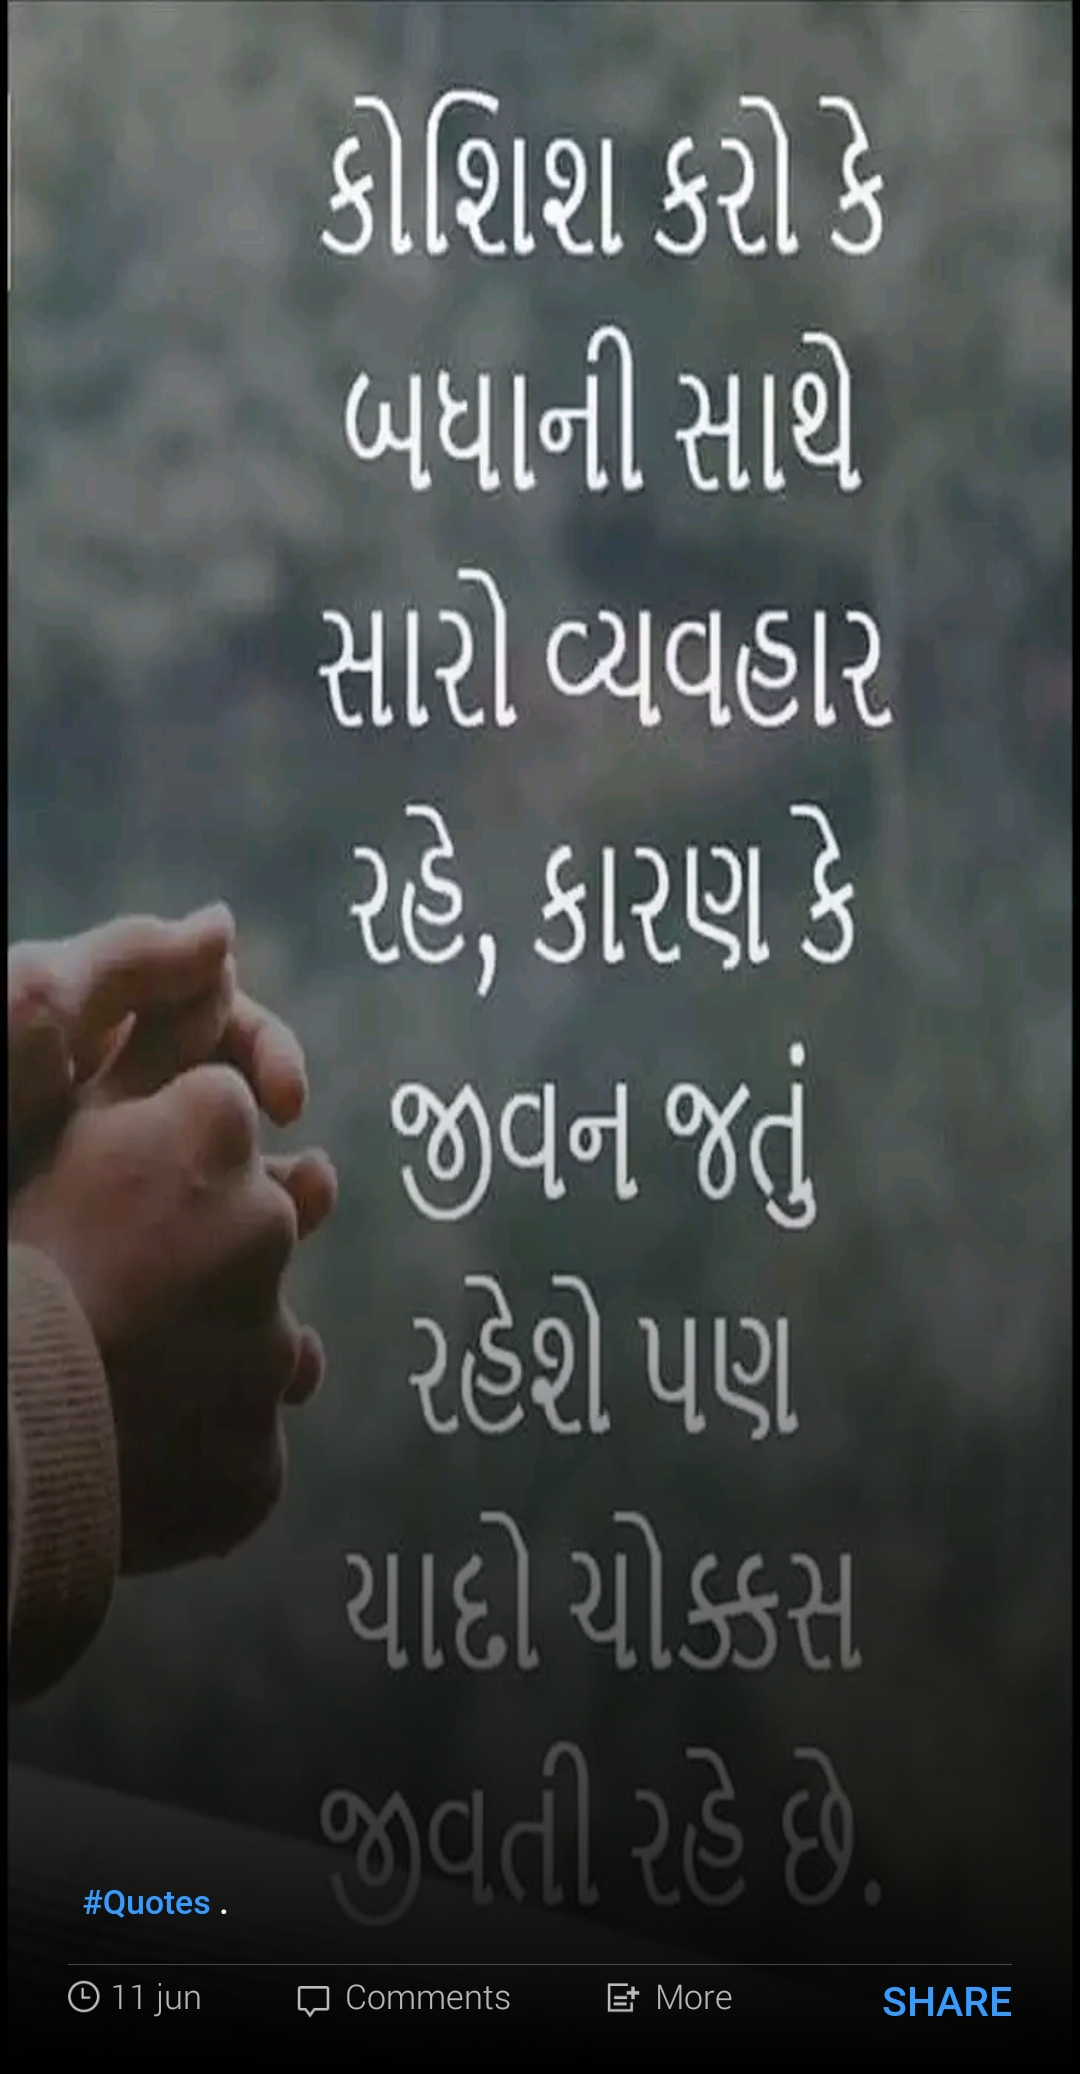 કોશિશ કરો કે
બધાની સાથે
સારો વ્યવહાર
રહે, કારણ કે
જીવન જતું
રહેશે પણ
યાદો ચોક્કસ
જીવતી રહે છે.
#Quotes .
11 jun
Comments
More
SHARE